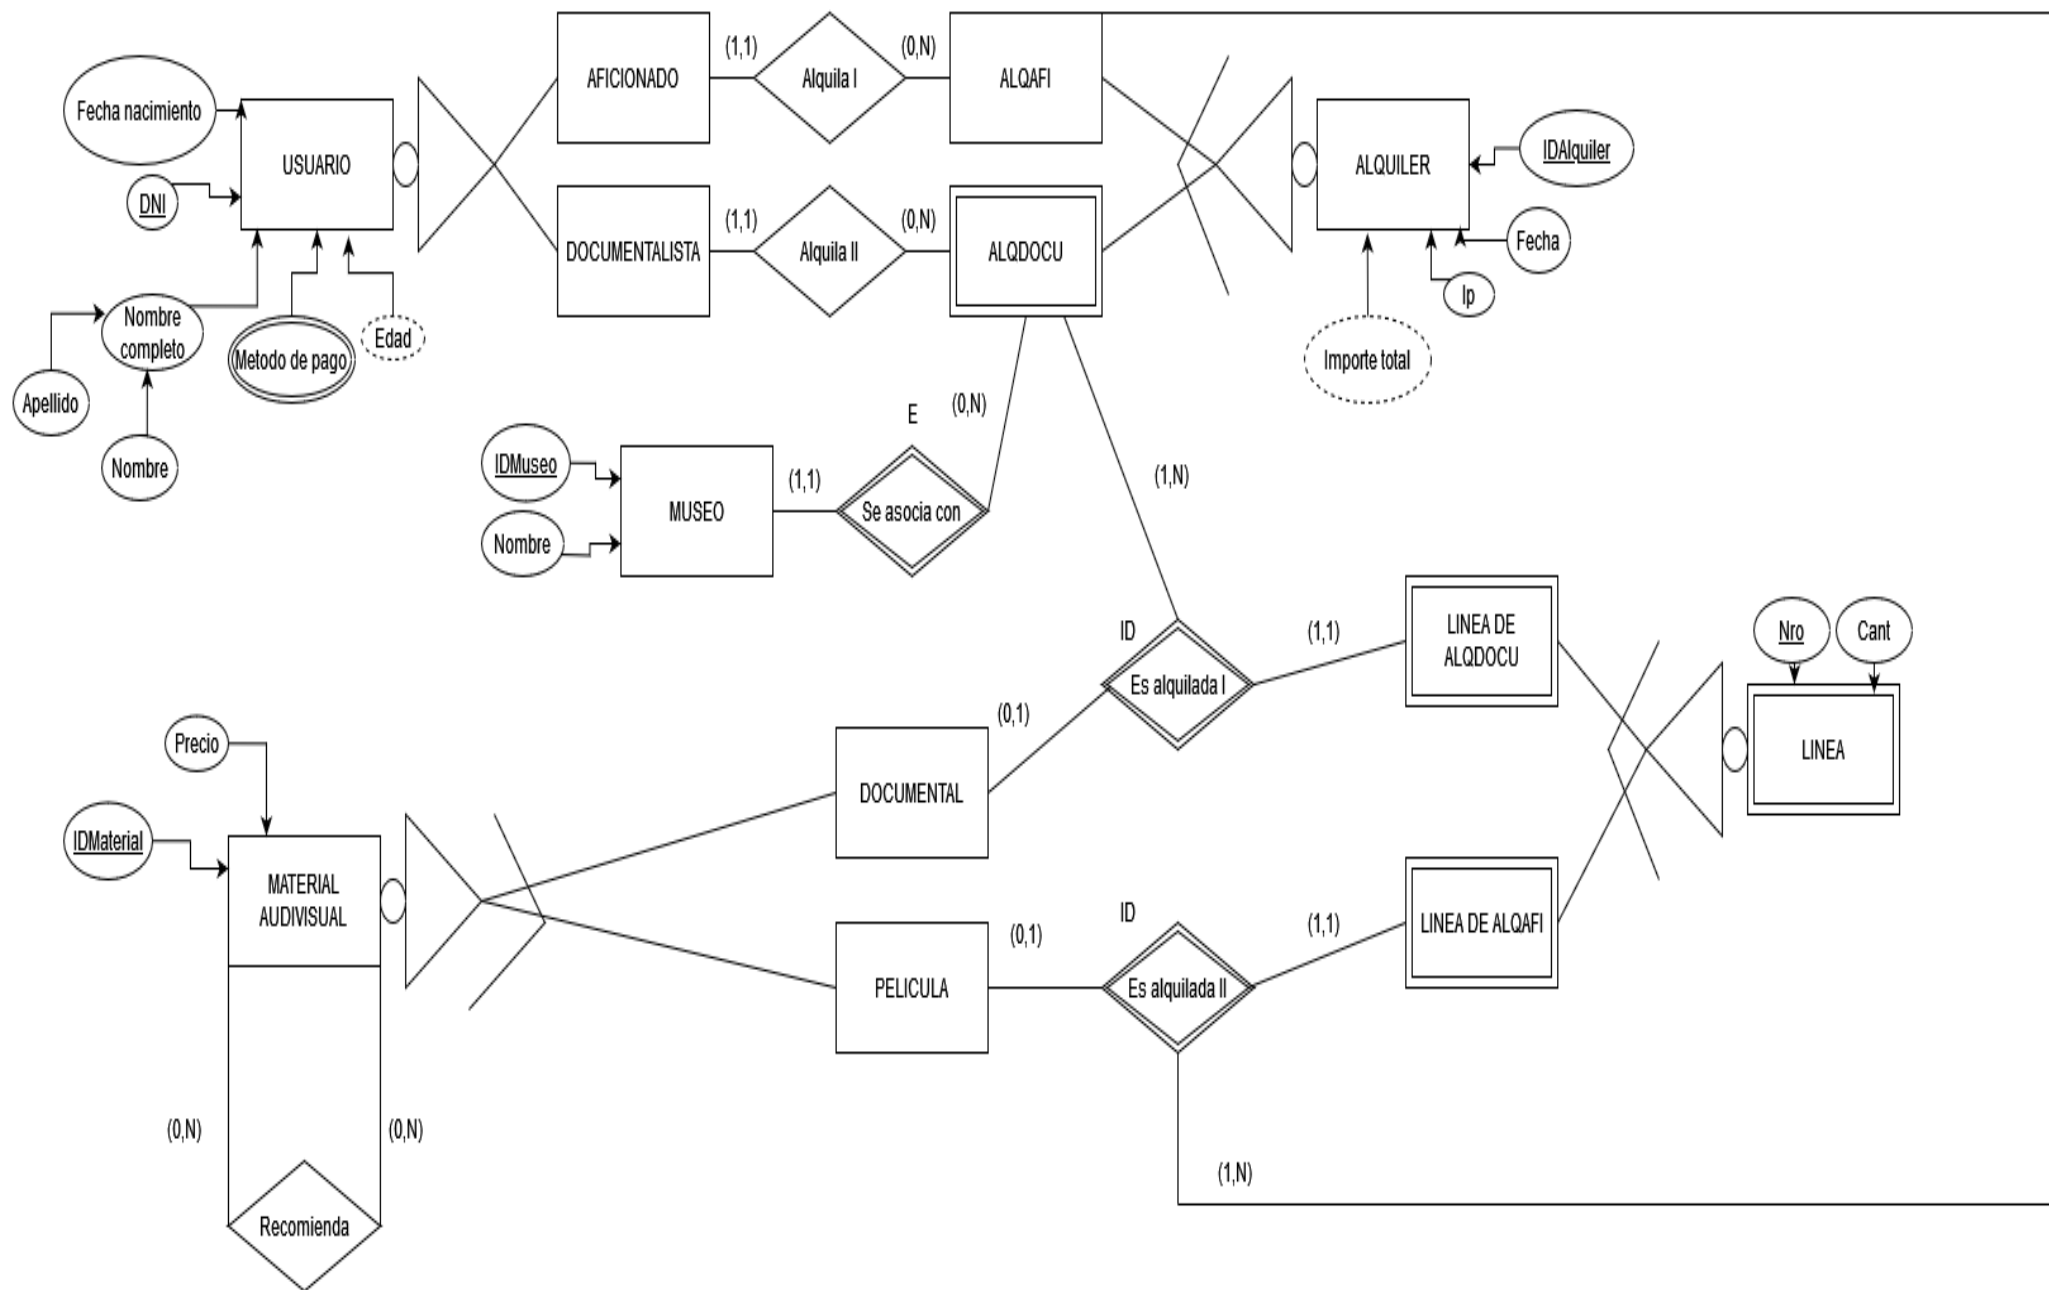 AFICIONADO
(1,1)
Alquila I
(0,N)
ALQAFI
Fecha nacimiento
USUARIO
DNI
ALQUILER
IDAlquiler
DOCUMENTALISTA
(1,1)
Alquila II
(0,N)
ALQDOCU
Fecha
Ip
Nombre
completo
Metodo de pago
Edad
Importe total
Apellido
Nombre
E
(0,N)
IDMuseo
MUSEO
(1,1)
Se asocia con
(1,N)
Nombre
ID
Es alquilada I
(1,1)
LINEA DE
ALQDOCU
Nro
Cant
(0,1)
Precio
DOCUMENTAL
LINEA
IDMaterial
MATERIAL
AUDIVISUAL
ID
(0,1)
PELICULA
Es alquilada II
(1,1)
LINEA DE ALQAFI
(0,N)
(0,N)
(1,N)
Recomienda